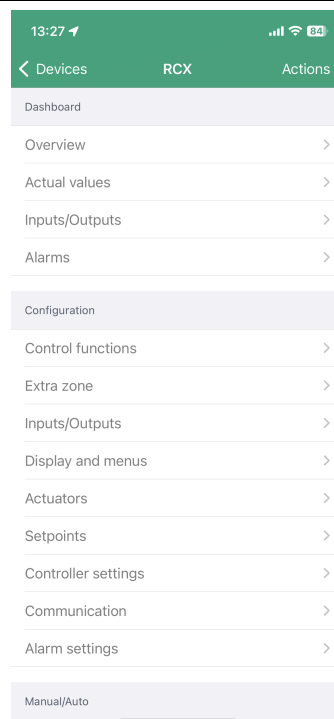 13:27 84
Devices RCX Actions
Dashboard
Overview
Actual values
Inputs/Outputs
Alarms
Configuration
Control functions
Extra zone
Inputs/Outputs
Display and menus
Actuators
Setpoints
Controller settings
Communication
Alarm settings
Manual/Auto